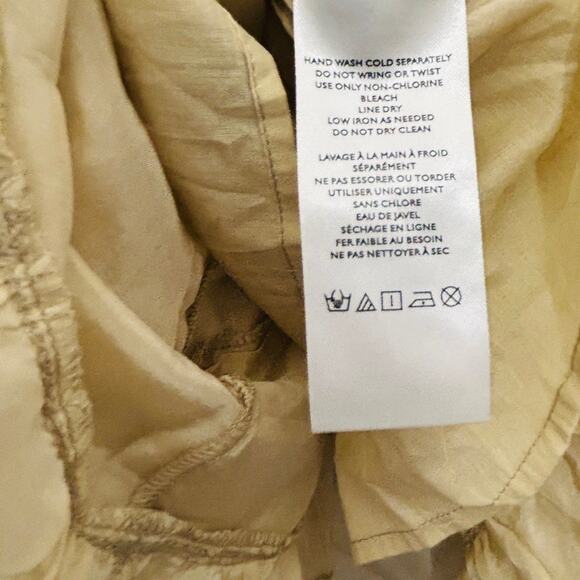 HAND WASH COLD SEPARATELY
DO NOT WRING OR TWIST
USE ONLY NON-CHLORINE
BLEACH
LINE DRY
LOW IRON AS NEEDED
DO NOT DRY CLEAN
LAVAGE À LA MAIN À FROID
SÉPARÉMENT
NE PAS ESSORER OU TORDER
UTILISER UNIQUEMENT
SANS CHLORE
EAU DE JAVEL
SÉCHAGE EN LIGNE
FER FAIBLE AU BESOIN
NE PAS NETTOYER À SEC